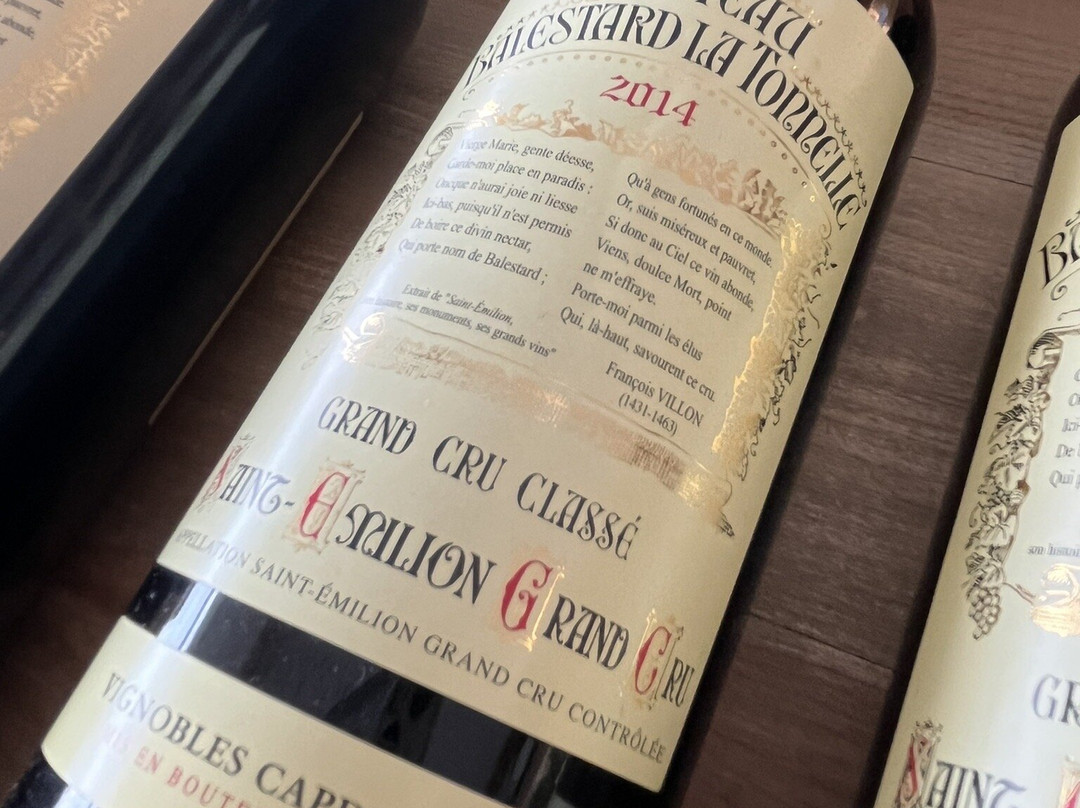 BALESTARD LA TONNELLE
2014
Vierge Marie, gente déesse,
Garde-moi place en paradis ;
Oncque n'aurai joie ni liesse
Ici-bas, puisqu'il n'est permis
De boire ce divin nectar,
Qui porte nom de Balestard ;
Extrait de "Saint-Émilion,
son histoire, ses monuments, ses grands vins"
Qu'à gens fortunés en ce monde.
Or, suis miséreux et pauvret,
Si donc au Ciel ce vin abonde,
Viens, doulce Mort, point
ne m'effraye.
Porte-moi parmi les élus
Qui, là-haut, savourent ce cru.
François VILLON
(1431-1463)
GRAND CRU CLASSÉ
SAINT-EMILION GRAND CRU
APPELLATION SAINT-ÉMILION GRAND CRU CONTRÔLÉE
VIGNOBLES
EN
GR
SAINT